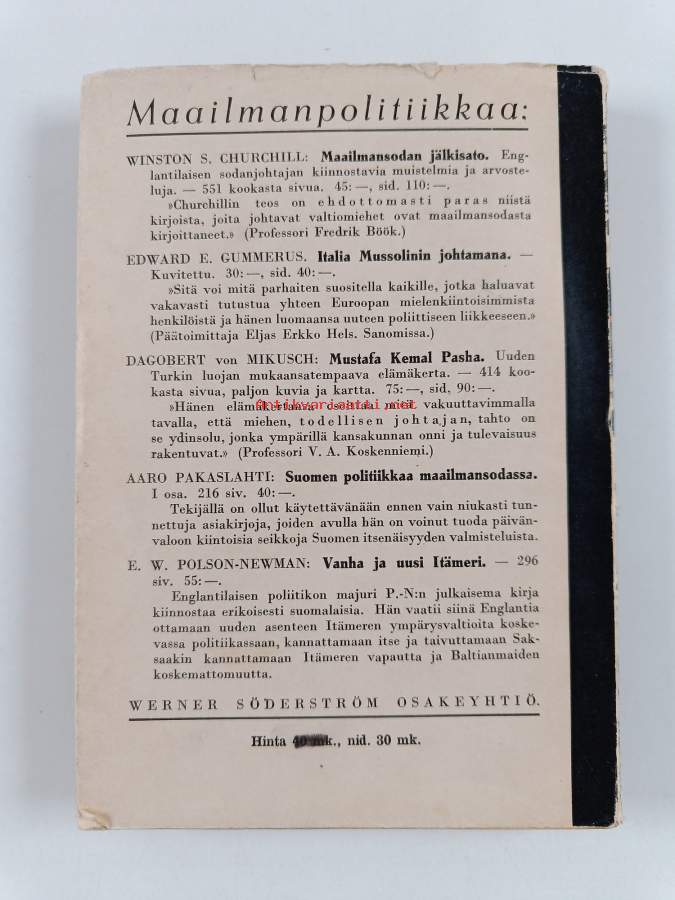 Maailmanpolitiikkaa:
WINSTON S. CHURCHILL: Maailmansodan jälkisato. Eng-
lantilaisen sodanjohtajan kiinnostavia muistelmia ja arvoste-
luja. — 551 kookasta sivua. 45: —, sid. 110: —.
»Churchillin teos on ehdottomasti paras niistä
kirjoista, joita johtavat valtiomiehet ovat maailmansodasta
kirjoittaneet.» (Professori Fredrik Böök.)
EDWARD E. GUMMERUS. Italia Mussolinin johtamana. —
Kuvitettu. 30: —, sid. 40: —.
»Sitä voi mitä parhaiten suositella kaikille, jotka haluavat
vakavasti tutustua yhteen Euroopan mielenkiintoisimmista
henkilöistä ja hänen luomaansa uuteen poliittiseen liikkeeseen.»
(Päätoimittaja Eljas Erkko Hels. Sanomissa.)
DAGOBERT von MIKUSCH: Mustafa Kemal Pasha. Uuden
Turkin luojan mukaansatempaava elämäkerta. — 414 koo-
kasta sivua, paljon kuvia ja kartta. 75: —, sid. 90: —.
antikvariaatti.net
»Hänen elämäkertansa osoittaa mitä vakuuttavimmalla
tavalla, että miehen, todellisen johtajan, tahto on
se ydinsolu, jonka ympärillä kansakunnan onni ja tulevaisuus
rakentuvat.» (Professori V. A. Koskenniemi.)
AARO PAKASLAHTI: Suomen politiikkaa maailmansodassa.
I osa. 216 siv. 40: —.
Tekijällä on ollut käytettävänään ennen vain niukasti tun-
nettuja asiakirjoja, joiden avulla hän on voinut tuoda päivän-
valoon kiintoisia seikkoja Suomen itsenäisyyden valmisteluista.
E. W. POLSON-NEWMAN: Vanha ja uusi Itämeri. — 296
siv. 55: —.
Englantilaisen poliitikon majuri P.-N:n julkaisema kirja
kiinnostaa erikoisesti suomalaisia. Hän vaatii siinä Englantia
ottamaan uuden asenteen Itämeren ympärysvaltioita koske-
vassa politiikassaan, kannattamaan itse ja taivuttamaan Sak-
saakin kannattamaan Itämeren vapautta ja Baltianmaiden
koskemattomuutta.
WERNER SÖDERSTRÖM OSAKEYHTIÖ.
Hinta 40 mk., nid. 30 mk.